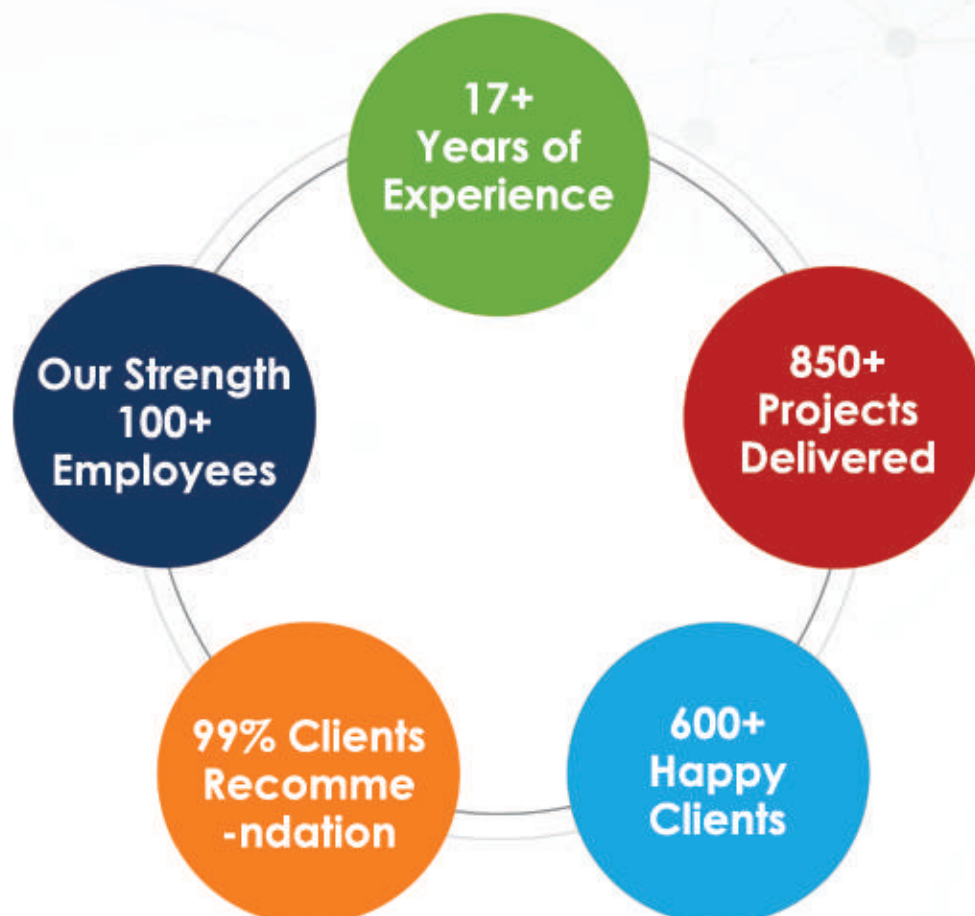 17+
Years of
Experience
850+
Projects
Delivered
600+
Happy
Clients
99% Clients
Recomme
-ndation
Our Strength
100+
Employees